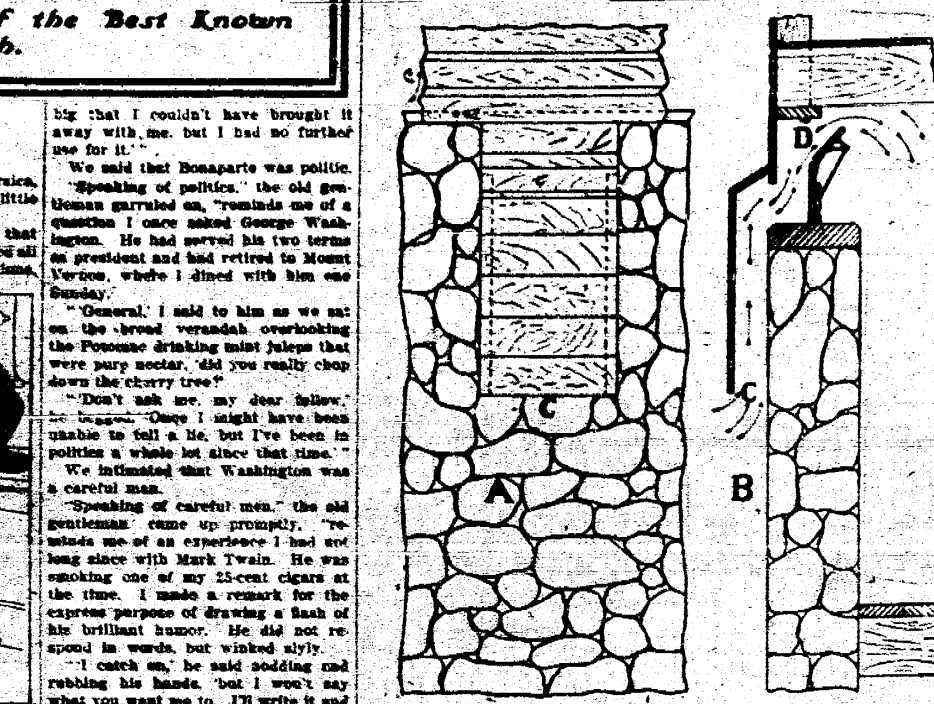 f the Best Known
b.
little
that
big that I couldn't have brought it
away with me, but I had no further
use for it.'"
We said that Bonaparte was politic.
"Speaking of politics," the old gen-
tleman garruled on, "reminds me of a
question I once asked George Wash-
ington. He had served his two terms
as president and had retired to Mount
Vernon, where I dined with him one
Sunday.
"'General,' I said to him as we sat
on the broad verandah overlooking
the Potomac drinking mint juleps that
were pure nectar, 'did you really chop
down the cherry tree?'
"'Don't ask me, my dear fellow,'
he begged. 'Once I might have been
unable to tell a lie, but I've been in
politics a whole lot since that time.'"
We intimated that Washington was
a careful man.
"Speaking of careful men," the old
gentleman came up promptly, "re-
minds me of an experience I had not
long since with Mark Twain. He was
smoking one of my 25-cent cigars at
the time. I made a remark for the
express purpose of drawing a flash of
his brilliant humor. He did not re-
spond in words, but winked slyly.
"'I catch on,' he said nodding and
rubbing his hands, 'but I won't say
what you want me to. I'll write it and
C
C
C
A
B
C
D